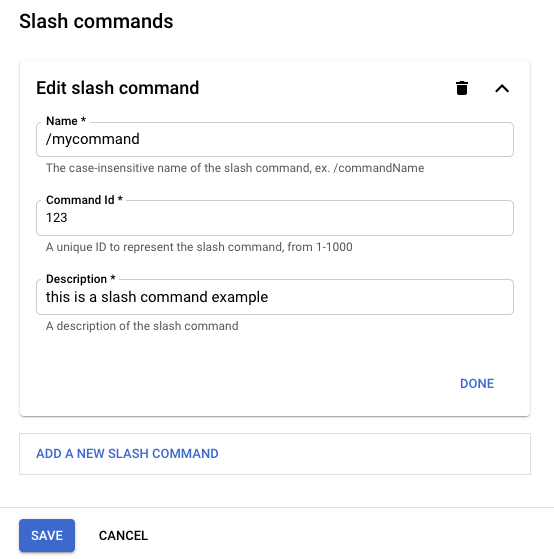 Slash commands
Edit slash command
Name *
/mycommand
The case-insensitive name of the slash command, ex. /commandName
Command Id *
123
A unique ID to represent the slash command, from 1-1000
Description *
this is a slash command example
A description of the slash command
DONE
ADD A NEW SLASH COMMAND
SAVE CANCEL